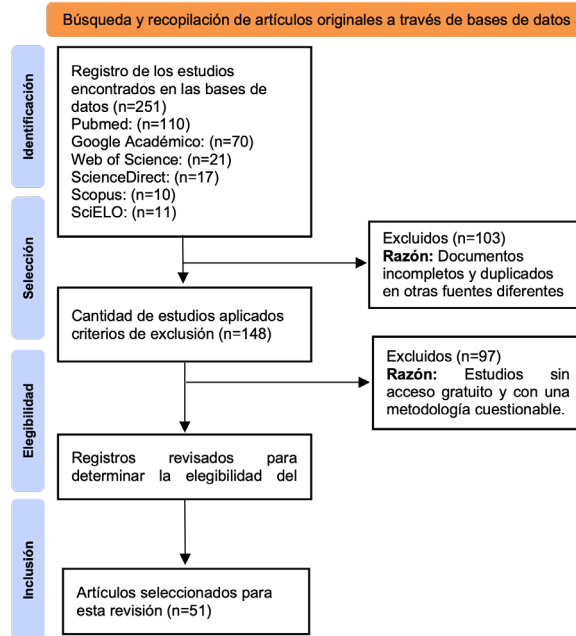 Búsqueda y recopilación de artículos originales a través de bases de datos
Identificación
Registro de los estudios
encontrados en las bases de
datos (n=251)
Pubmed: (n=110)
Google Académico: (n=70)
Web of Science: (n=21)
ScienceDirect: (n=17)
Scopus: (n=10)
SciELO: (n=11)
Selección
Excluidos (n=103)
Razón: Documentos
incompletos y duplicados
en otras fuentes diferentes
Cantidad de estudios aplicados
criterios de exclusión (n=148)
Elegibilidad
Excluidos (n=97)
Razón: Estudios sin
acceso gratuito y con una
metodología cuestionable.
Registros revisados para
determinar la elegibilidad del
Inclusión
Artículos seleccionados para
esta revisión (n=51)